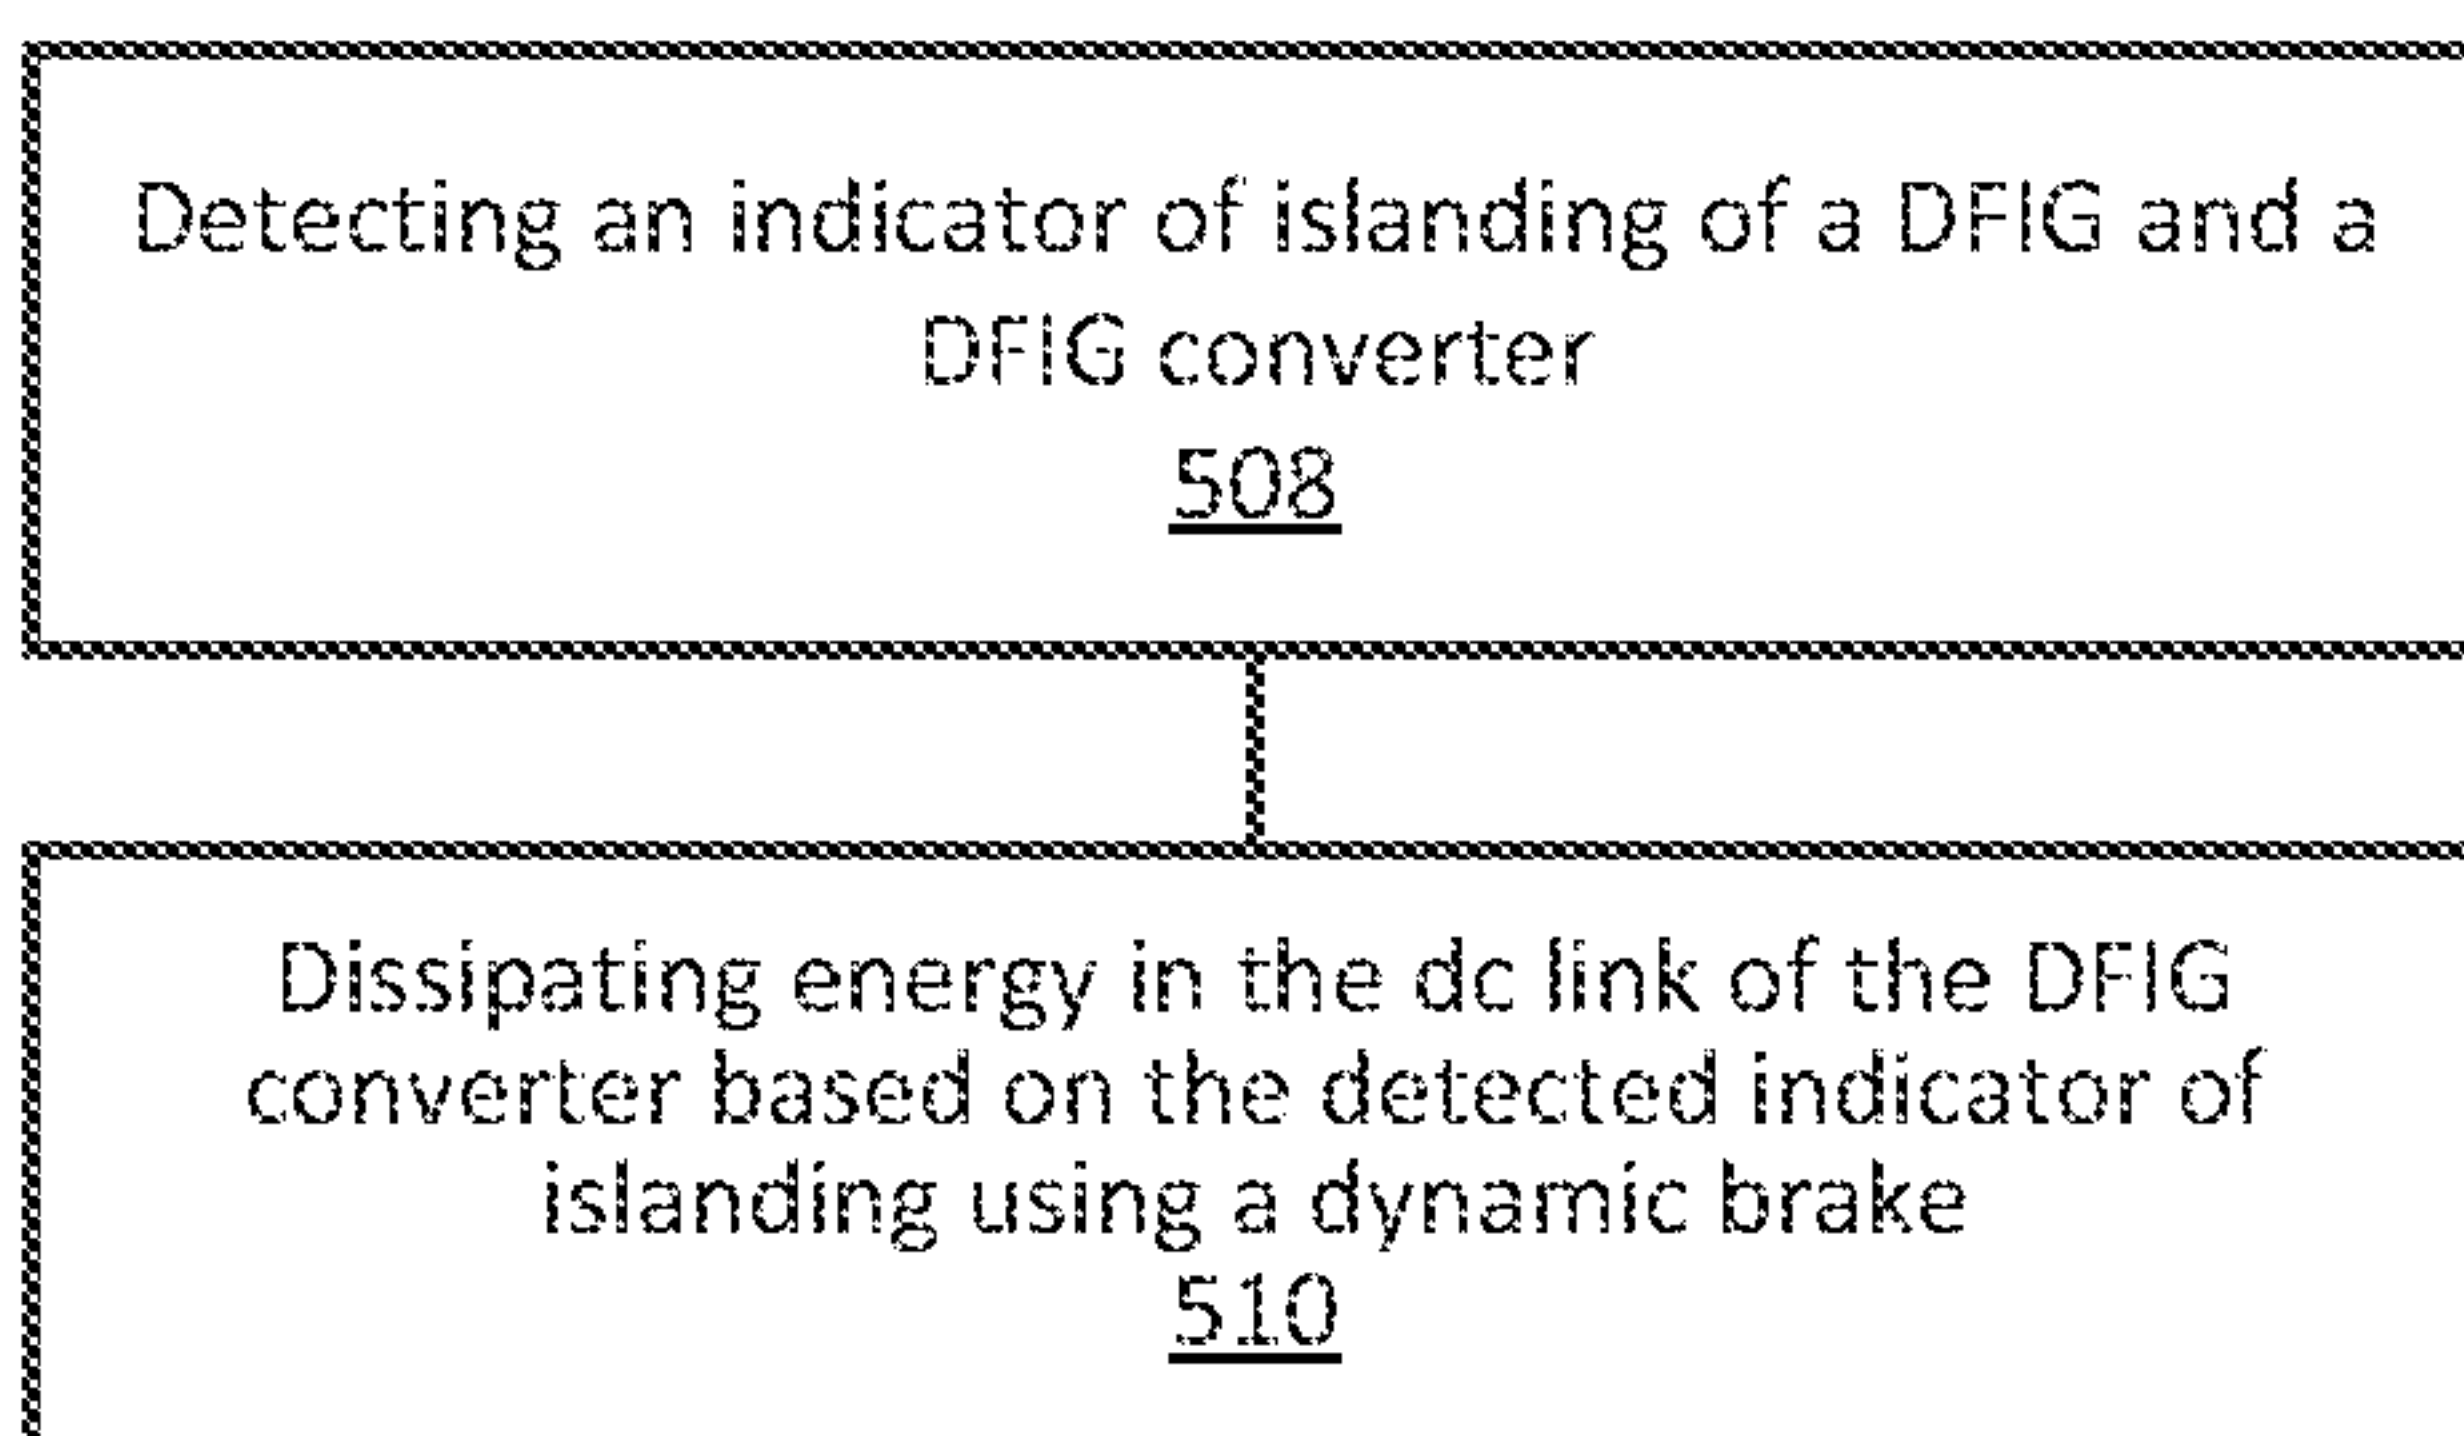 Detecting an indicator of islanding of a DFIG and a
DFIG converter
508
Dissipating energy in the dc link of the DFIG
converter based on the detected indicator of
islanding using a dynamic brake
510